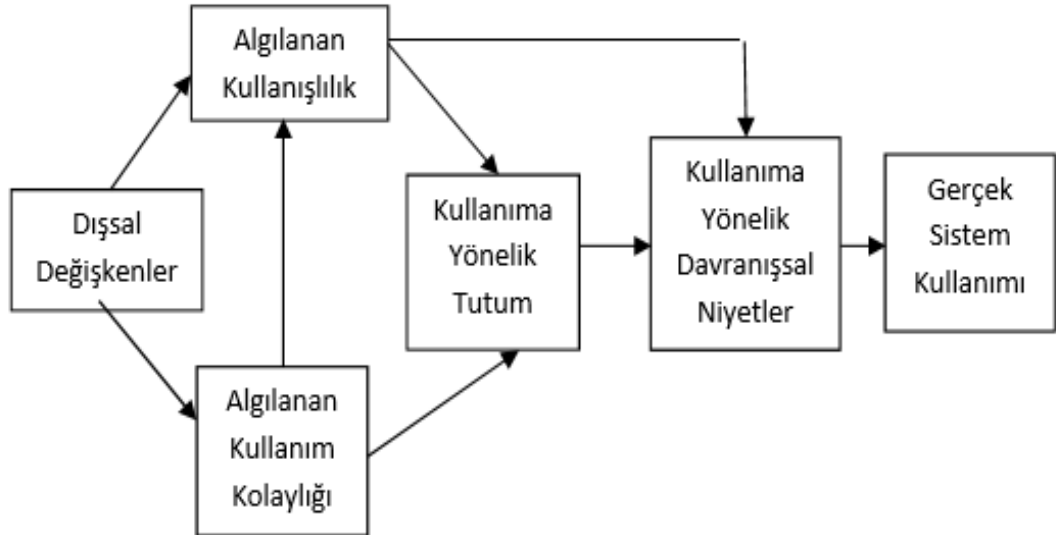 Algılanan
Kullanışlılık
Dışsal
Değişkenler
Algılanan
Kullanım
Kolaylığı
Kullanıma
Yönelik
Tutum
Kullanıma
Yönelik
Davranışsal
Niyetler
Gerçek
Sistem
Kullanımı